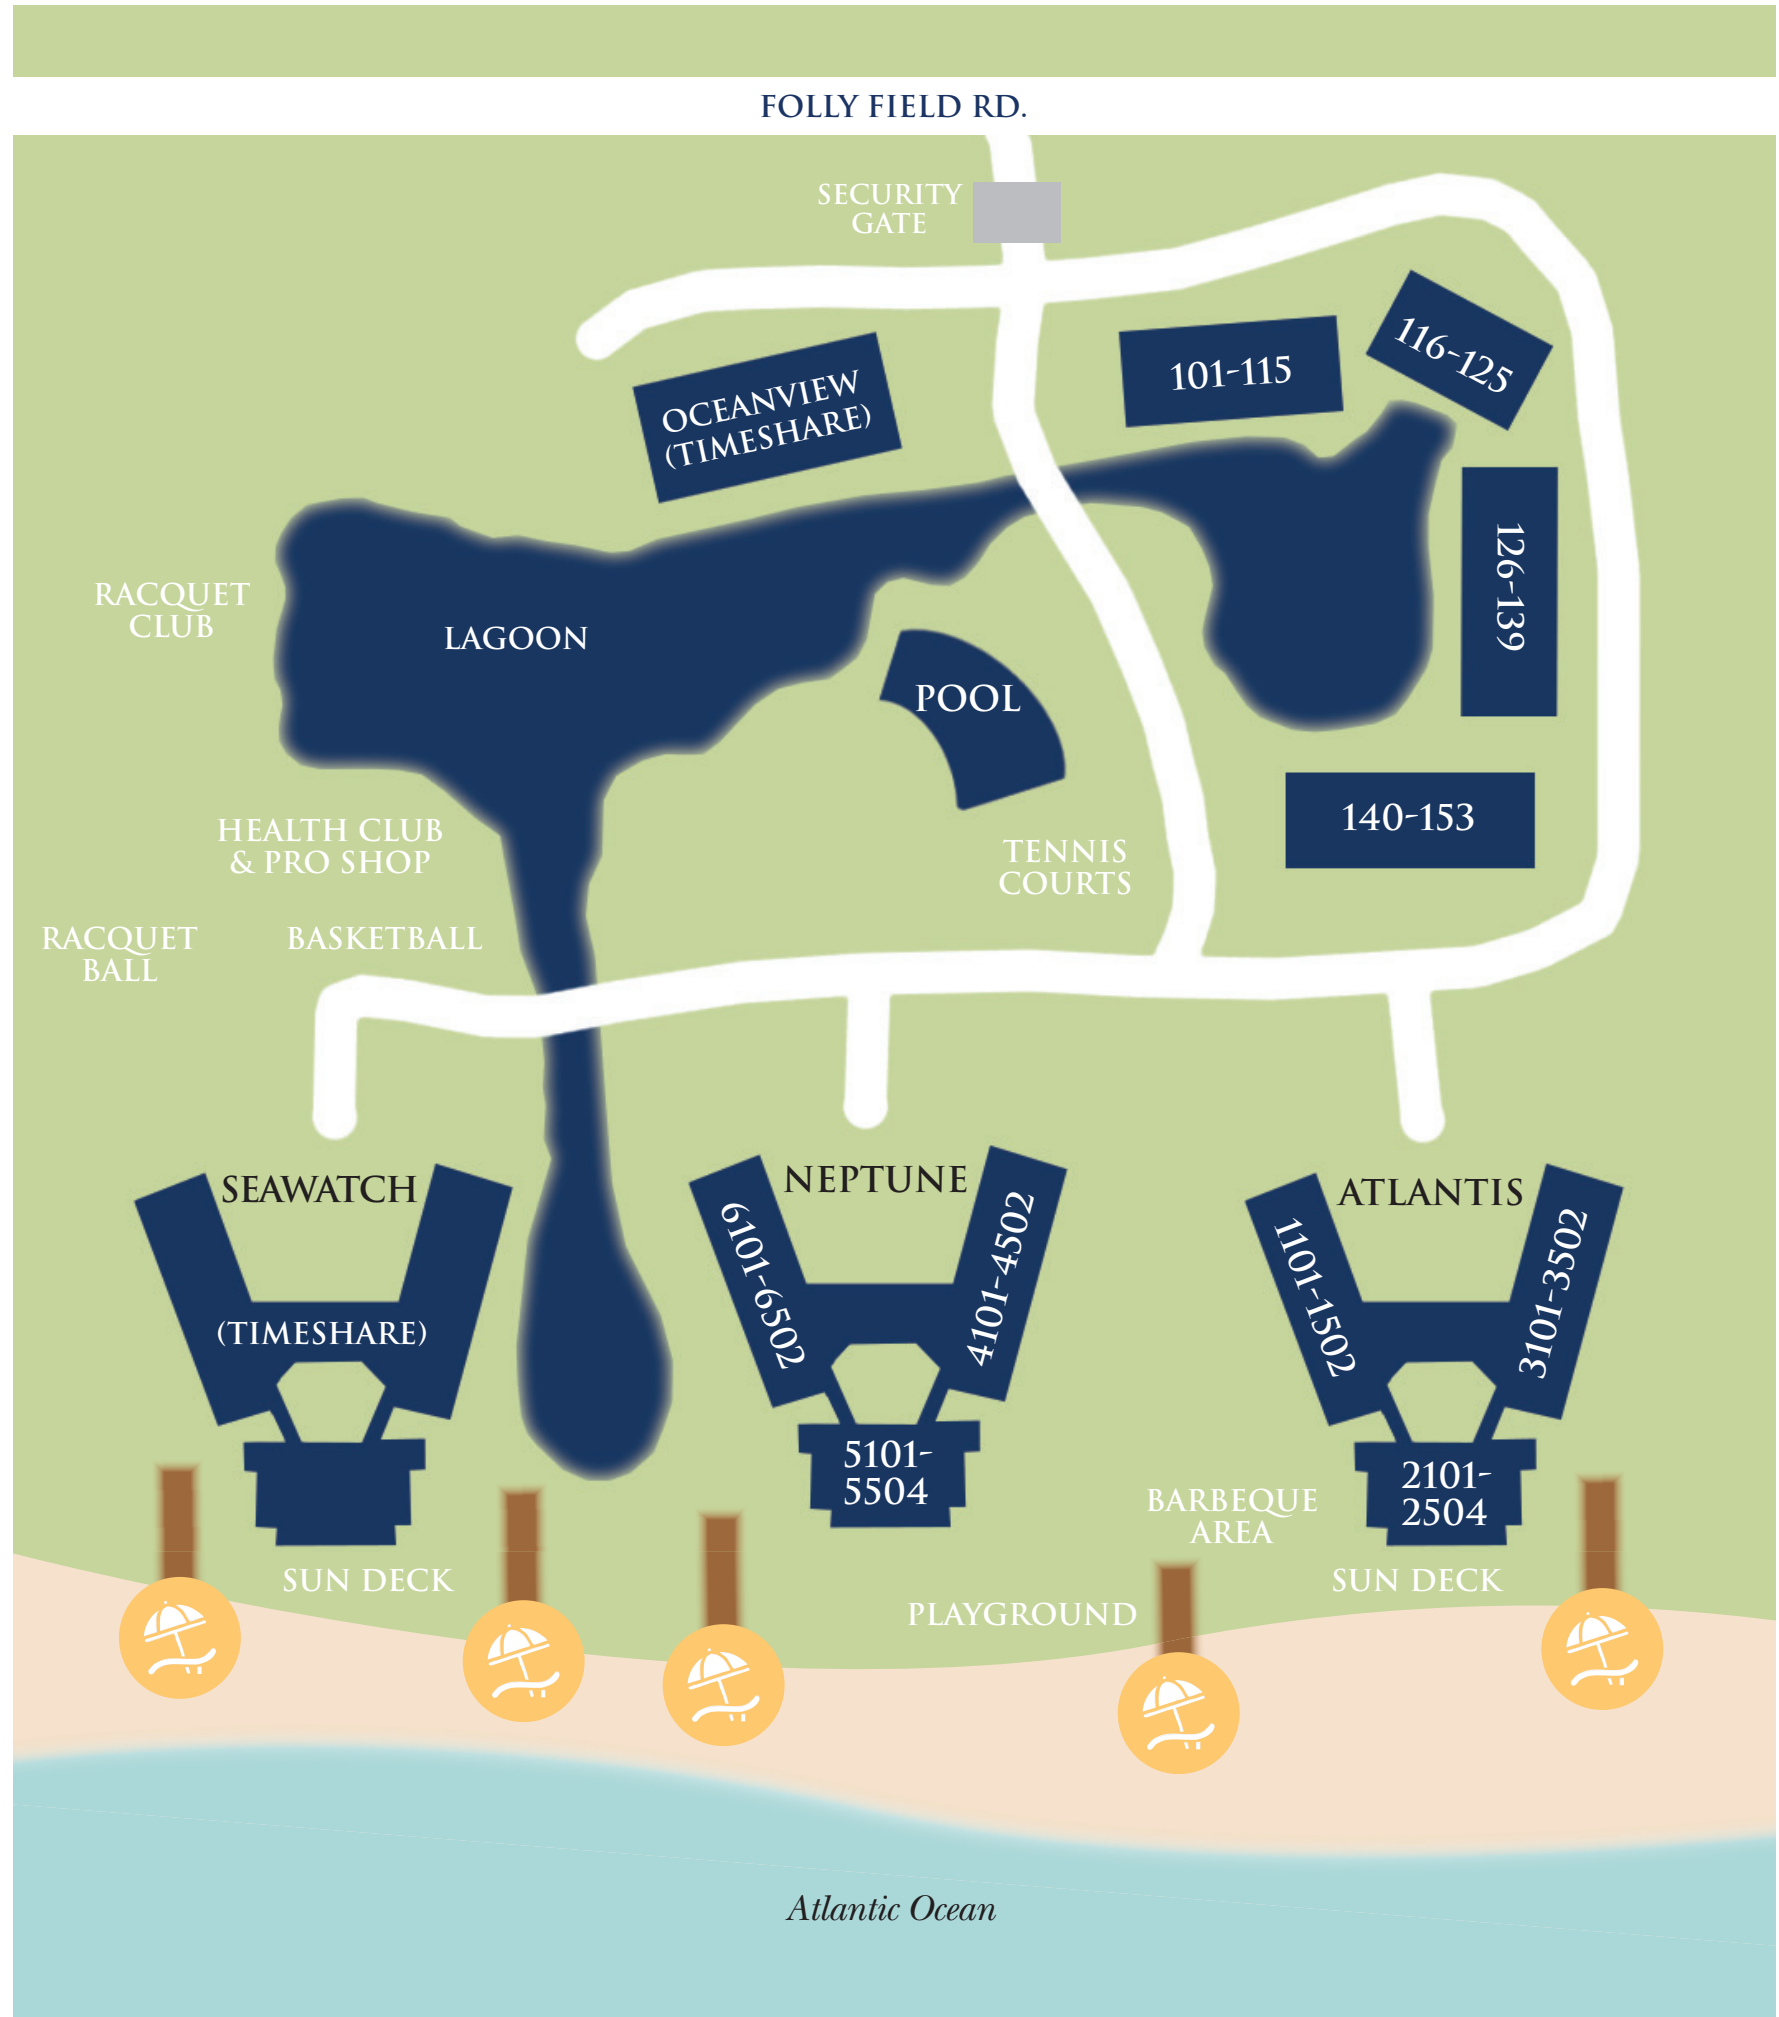 FOLLY FIELD RD.
SECURITY
GATE
OCEANVIEW
(TIMESHARE)
101-115
116-125
126-139
RACQUET
CLUB
LAGOON
POOL
140-153
HEALTH CLUB
& PRO SHOP
TENNIS
COURTS
RACQUET
BALL
BASKETBALL
SEAWATCH
(TIMESHARE)
NEPTUNE
6101-6502
4101-4502
5101-
5504
ATLANTIS
1101-1502
3101-3502
2101-
2504
BARBEQUE
AREA
SUN DECK
SUN DECK
PLAYGROUND
Atlantic Ocean